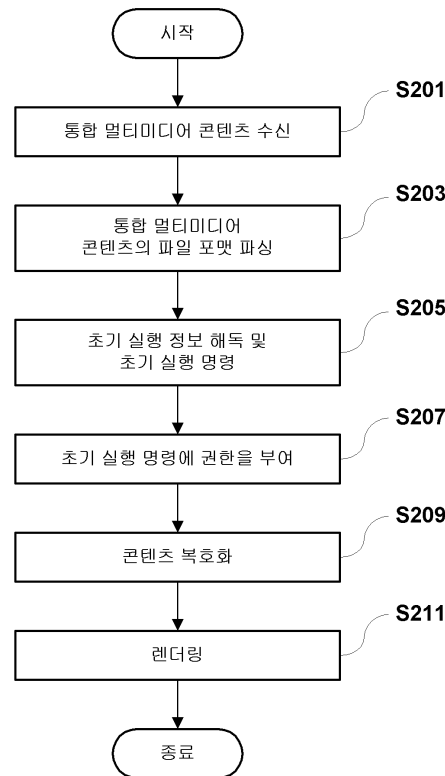 시작
S201
통합 멀티미디어 콘텐츠 수신
S203
통합 멀티미디어
콘텐츠의 파일 포맷 파싱
S205
초기 실행 정보 해독 및
초기 실행 명령
S207
초기 실행 명령에 권한을 부여
S209
콘텐츠 복호화
S211
렌더링
종료